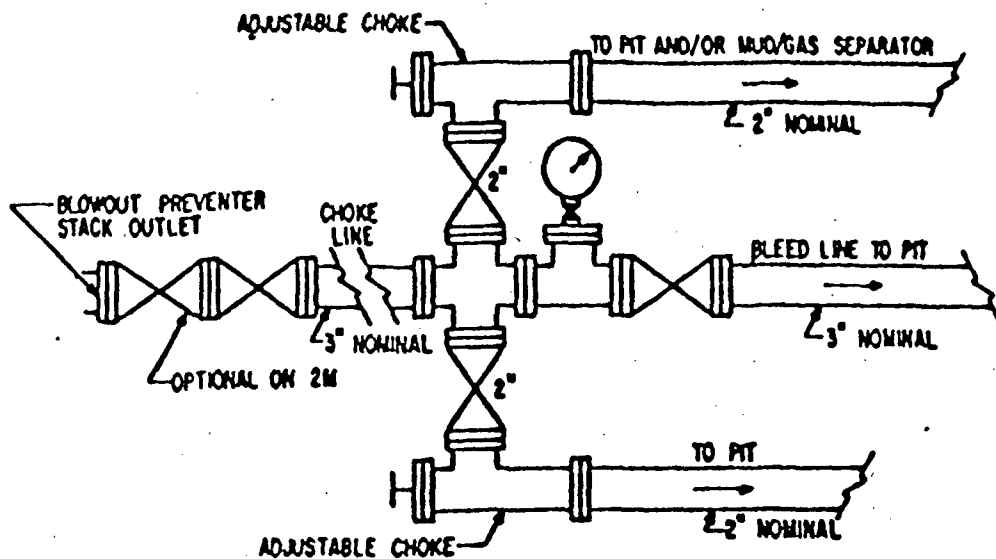 ADJUSTABLE CHOKE
TO PIT AND/OR MUD/GAS SEPARATOR
2" NOMINAL
2"
BLOWOUT PREVENTER
STACK OUTLET
CHOKE
LINE
BLEED LINE TO PIT
3" NOMINAL
3" NOMINAL
OPTIONAL ON 2M
2"
TO PIT
2" NOMINAL
ADJUSTABLE CHOKE